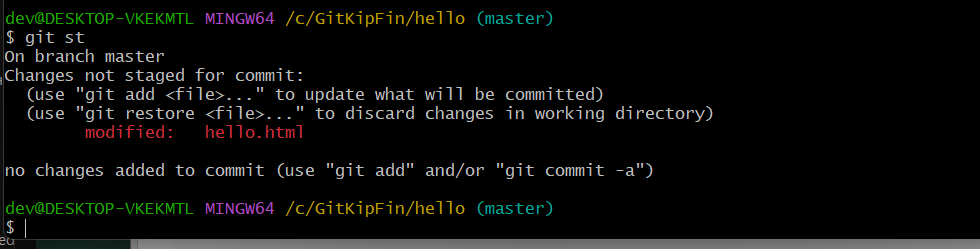 dev@DESKTOP-VKEKMTL MINGW64 /c/GitKipFin/hello (master)
$ git st
On branch master
Changes not staged for commit:
  (use "git add <file>..." to update what will be committed)
  (use "git restore <file>..." to discard changes in working directory)
        modified:   hello.html

no changes added to commit (use "git add" and/or "git commit -a")

dev@DESKTOP-VKEKMTL MINGW64 /c/GitKipFin/hello (master)
$
ed